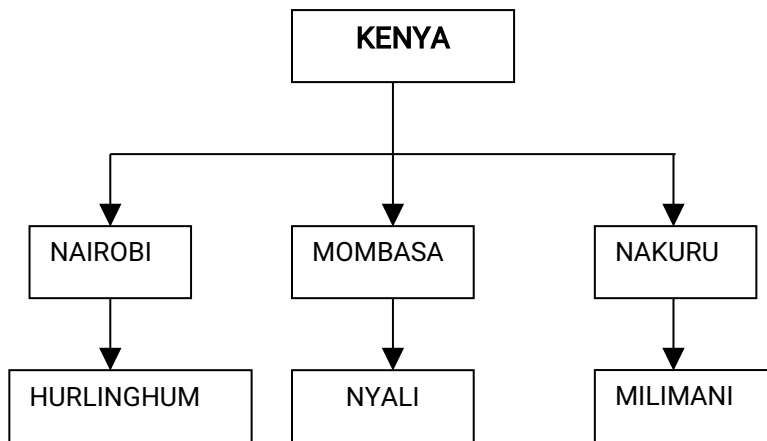 KENYA
NAIROBI
MOMBASA
NAKURU
HURLINGHUM
NYALI
MILIMANI